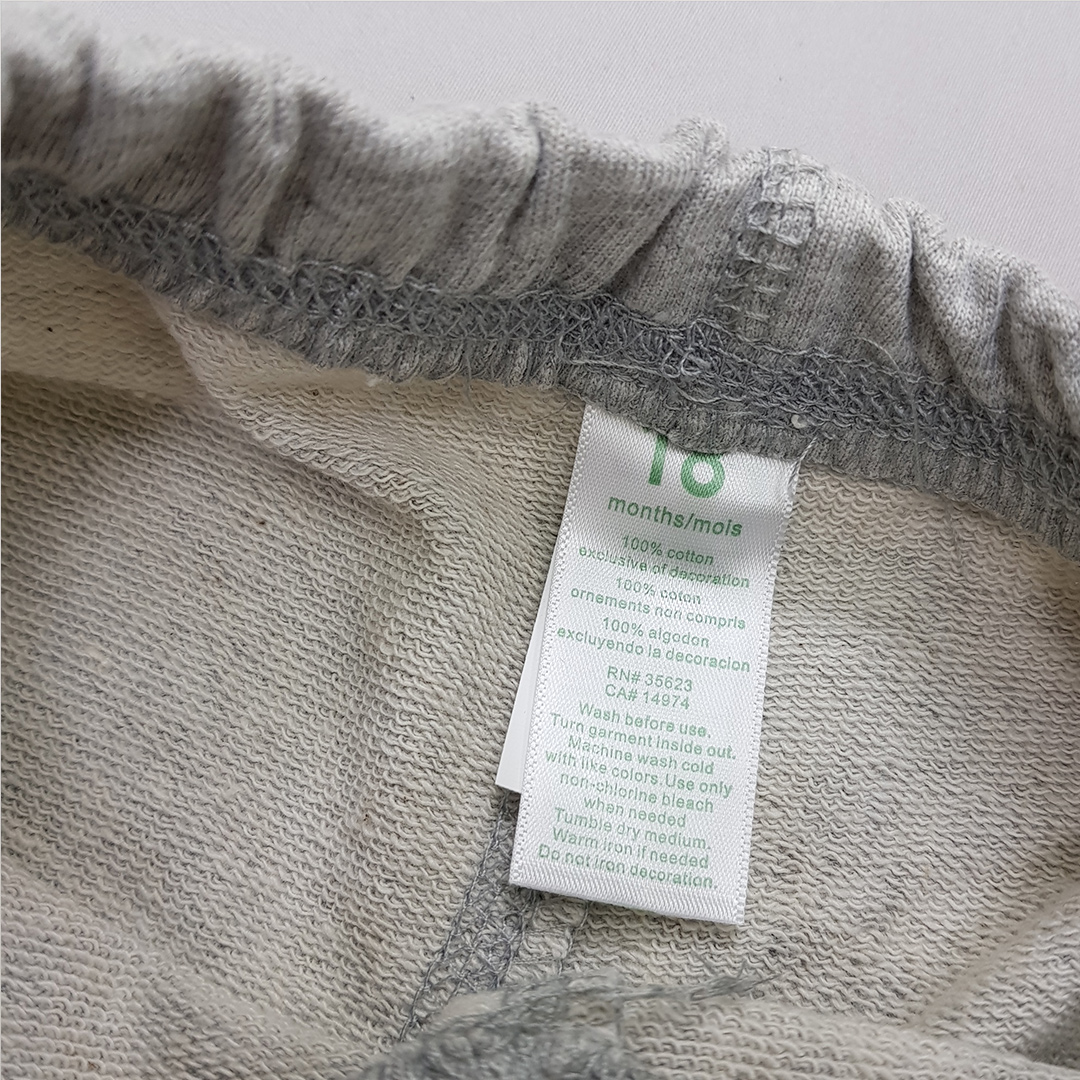 18
months/mois
100% cotton
exclusive of decoration
100% coton
ornements non compris
100% algodon
excluyendo la decoracion
RN# 35623
CA# 14974
Wash before use.
Turn garment inside out.
Machine wash cold
with like colors. Use only
non-chlorine bleach
when needed
Tumble dry medium.
Warm iron if needed
Do not iron decoration.